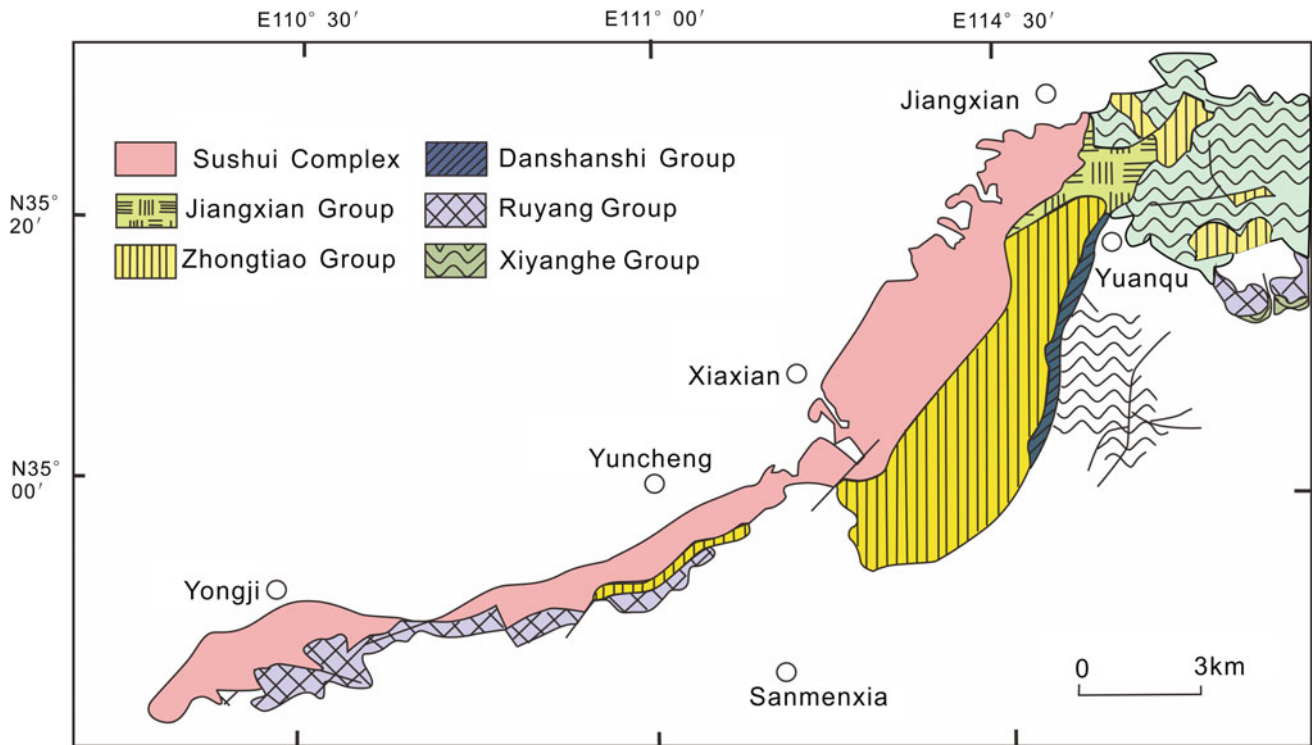 E110° 30′
E111° 00′
E114° 30′
Jiangxian
Sushui Complex
Danshanshi Group
N35°
20′
Jiangxian Group
Ruyang Group
Zhongtiao Group
Xiyanghe Group
Yuanqu
Xiaxian
Yuncheng
N35°
00′
Yongji
0
3km
Sanmenxia